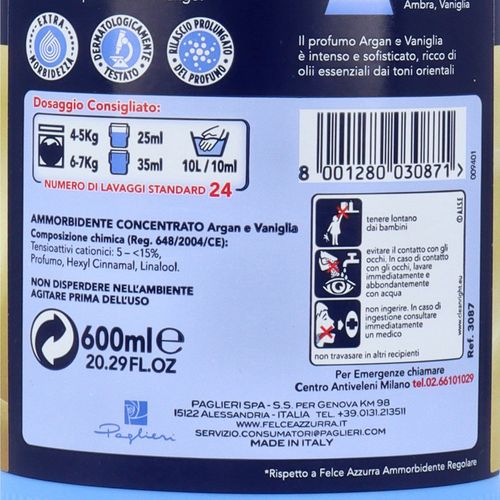 Ambra, Vaniglia
EXTRA MORBIDEZZA
DERMATOLOGICAMENTE TESTATO
RILASCIO PROLUNGATO DEL PROFUMO
Il profumo Argan e Vaniglia
è intenso e sofisticato, ricco di
olii essenziali dai toni orientali
Dosaggio Consigliato:
4-5Kg 25ml
6-7Kg 35ml
10L / 10ml
NUMERO DI LAVAGGI STANDARD 24
8 001280 030871 >
009401
AMMORBIDENTE CONCENTRATO Argan e Vaniglia
Composizione chimica (Reg. 648/2004/CE):
Tensioattivi cationici: 5 – <15%,
Profumo, Hexyl Cinnamal, Linalool.
NON DISPERDERE NELL'AMBIENTE
AGITARE PRIMA DELL'USO
600ml e
20.29FL.OZ
tenere lontano
dai bambini
evitare il contatto con gli
occhi. In caso di contatto
con gli occhi, lavare
immediatamente e
abbondantemente
con acqua
non ingerire. In caso di
ingestione consultare
immediatamente
un medico
non travasare in altri recipienti
© A.I.S.E
www.cleanright.eu
Ref. 3087
Per Emergenze chiamare
Centro Antiveleni Milano tel.02.66101029
Paglieri
PAGLIERI SPA - S.S. PER GENOVA KM 98
15122 ALESSANDRIA - ITALIA TEL. +39.0131.213511
WWW.FELCEAZZURRA.IT
SERVIZIO.CONSUMATORI@PAGLIERI.COM
MADE IN ITALY
*Rispetto a Felce Azzurra Ammorbidente Regolare